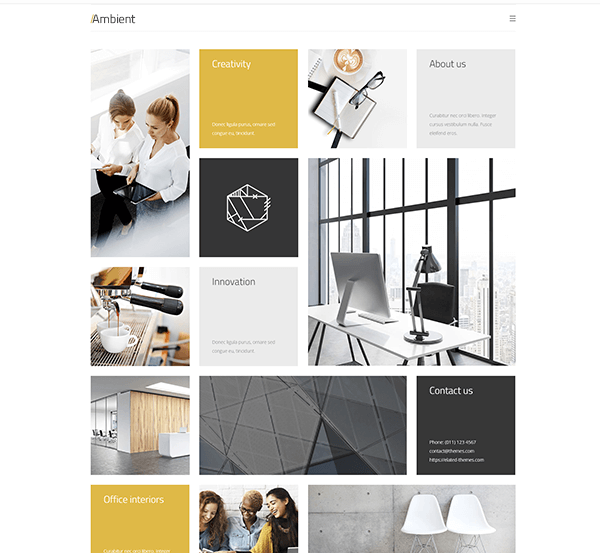 /Ambient
Creativity
Donec ligula purus, ornare sed
congue eu, tincidunt.
About us
Curabitur nec orci libero. Integer
cursus vestibulum nulla. Fusce
eleifend eros.
Innovation
Donec ligula purus, ornare sed
congue eu, tincidunt.
Contact us
Phone: (011) 123 4567
contact@themes.com
https://related-themes.com
Office interiors
Curabitur nec orci libero. Integer